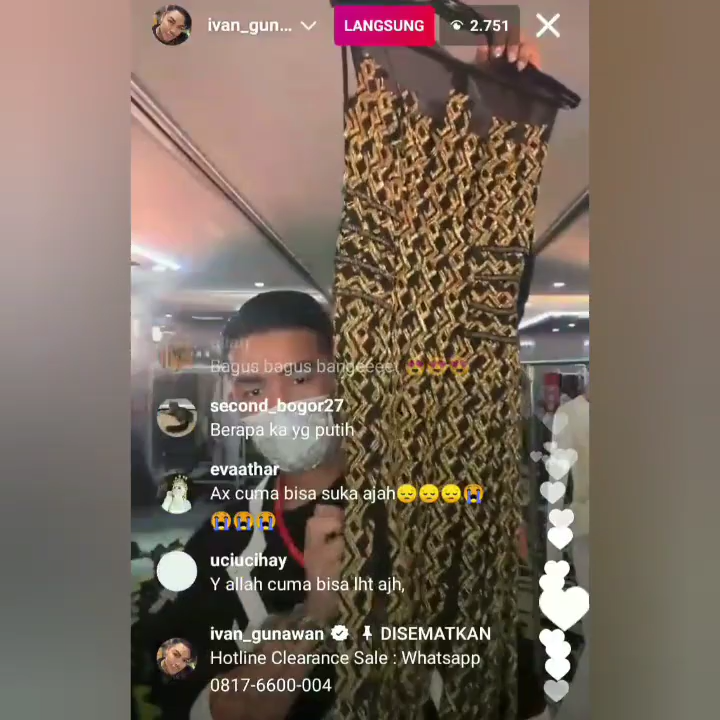 ivan_gun...
LANGSUNG
2.751
Bagus bagus bangeeeet
second_bogor27
Berapa ka yg putih
evaathar
Ax cuma bisa suka ajah😔😔😔😭
😭😭😭
uciucihay
Y allah cuma bisa lht ajh,
ivan_gunawan DISEMATKAN
Hotline Clearance Sale : Whatsapp
0817-6600-004